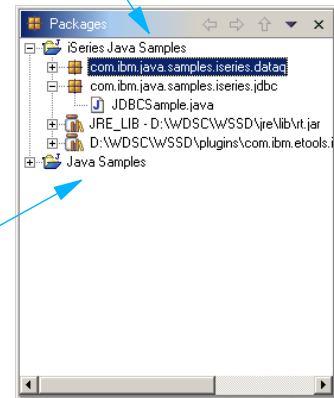 Packages
iSeries Java Samples
com.ibm.java.samples.iseries.dataq
com.ibm.java.samples.iseries.jdbc
JDBCSample.java
JRE_LIB - D:\WDSC\WSSD\jre\lib\rt.jar
D:\WDSC\WSSD\plugins\com.ibm.etools.i
Java Samples